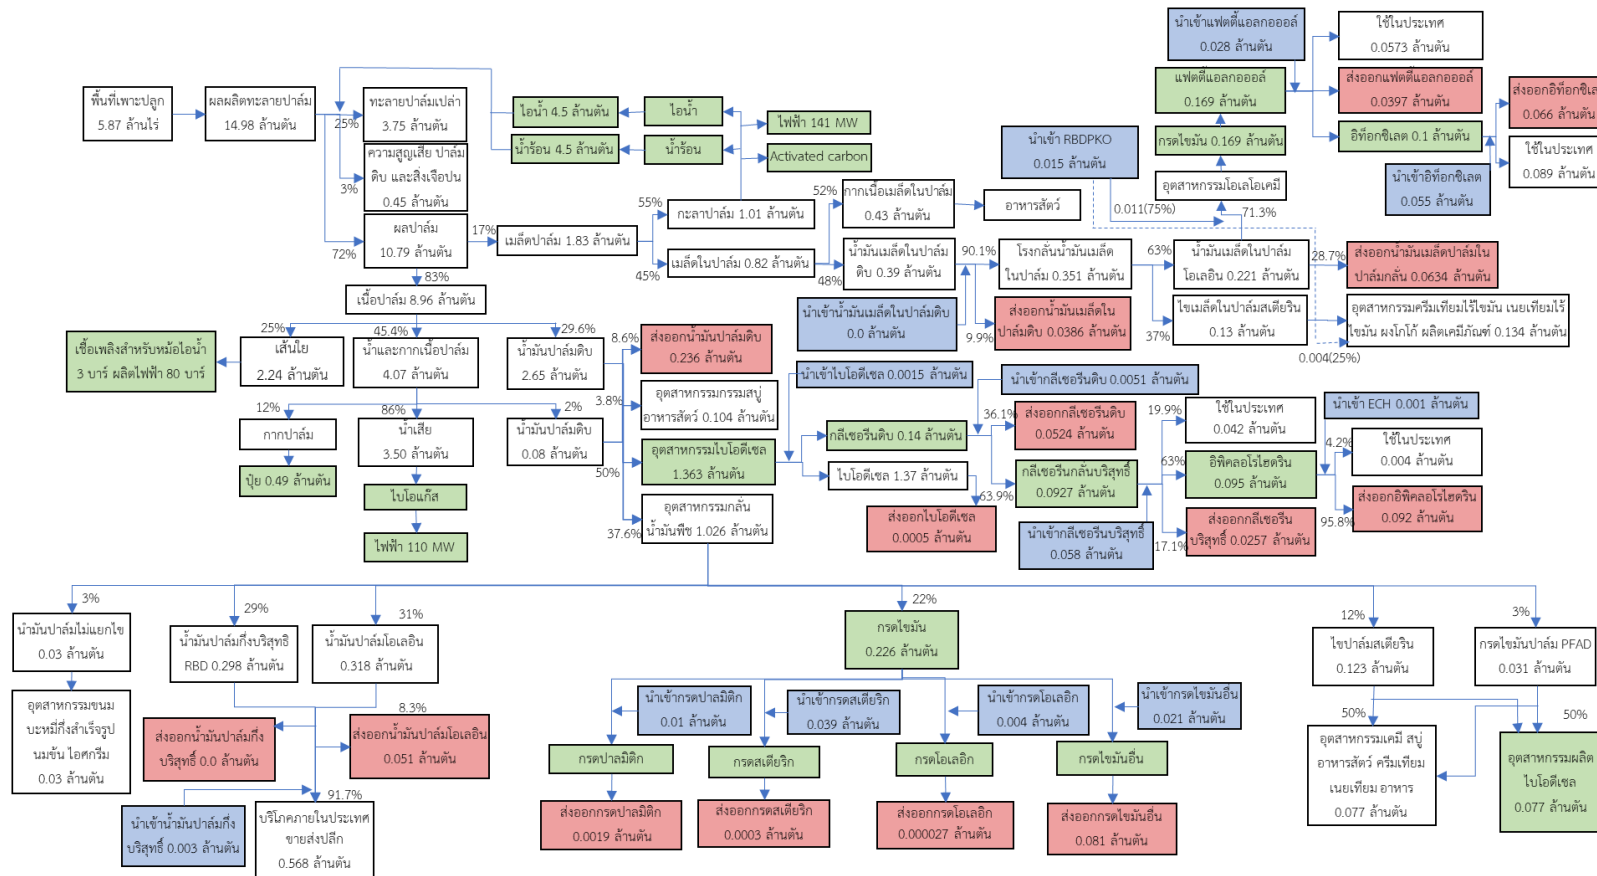 นำเข้าแฟตตี้แอลกอออล์
0.028 ล้านตัน
ใช้ในประเทศ
0.0573 ล้านตัน
แฟตตี้แอลกอออล์
0.169 ล้านตัน
ส่งออกแฟตตี้แอลกอออล์
0.0397 ล้านตัน
ส่งออกอิท็อกซิเล
0.066 ล้านตัน
พื้นที่เพาะปลูก
5.87 ล้านไร่
ผลผลิตทะลายปาล์ม
14.98 ล้านตัน
25%
ทะลายปาล์มเปล่า
3.75 ล้านตัน
ไอน้ำ 4.5 ล้านตัน
ไอน้ำ
ไฟฟ้า 141 MW
น้ำร้อน 4.5 ล้านตัน
น้ำร้อน
Activated carbon
นำเข้า RBDPKO
0.015 ล้านตัน
กรดไขมัน 0.169 ล้านตัน
อิท็อกซิเลต 0.1 ล้านตัน
ใช้ในประเทศ
0.089 ล้านตัน
นำเข้าอิท็อกซิเลต
0.055 ล้านตัน
3%
ความสูญเสีย ปาล์ม
ดิบ และสิ่งเจือปน
0.45 ล้านตัน
อุตสาหกรรมโอเลโอเคมี
0.011(75%)
71.3%
72%
ผลปาล์ม
10.79 ล้านตัน
17%
เมล็ดปาล์ม 1.83 ล้านตัน
55%
กะลาปาล์ม 1.01 ล้านตัน
45%
เมล็ดในปาล์ม 0.82 ล้านตัน
52%
กากเนื้อเมล็ดในปาล์ม
0.43 ล้านตัน
อาหารสัตว์
48%
น้ำมันเมล็ดในปาล์ม
ดิบ 0.39 ล้านตัน
90.1%
โรงกลั่นน้ำมันเมล็ด
ในปาล์ม 0.351 ล้านตัน
63%
น้ำมันเมล็ดในปาล์ม
โอเลอิน 0.221 ล้านตัน
28.7%
ส่งออกน้ำมันเมล็ดปาล์มใน
ปาล์มกลั่น 0.0634 ล้านตัน
83%
เนื้อปาล์ม 8.96 ล้านตัน
นำเข้าน้ำมันเมล็ดในปาล์มดิบ
0.0 ล้านตัน
9.9%
ส่งออกน้ำมันเมล็ดใน
ปาล์มดิบ 0.0386 ล้านตัน
37%
ไขเมล็ดในปาล์มสเตียริน
0.13 ล้านตัน
อุตสาหกรรมครีมเทียมไร้ไขมัน เนยเทียมไร้
ไขมัน ผงโกโก้ ผลิตเคมีภัณฑ์ 0.134 ล้านตัน
0.004(25%)
25%
45.4%
29.6%
เชื้อเพลิงสำหรับหม้อไอน้ำ
3 บาร์ ผลิตไฟฟ้า 80 บาร์
เส้นใย
2.24 ล้านตัน
น้ำและกากเนื้อปาล์ม
4.07 ล้านตัน
น้ำมันปาล์มดิบ
2.65 ล้านตัน
8.6%
ส่งออกน้ำมันปาล์มดิบ
0.236 ล้านตัน
3.8%
อุตสาหกรรมกรรมสบู่
อาหารสัตว์ 0.104 ล้านตัน
นำเข้าไบโอดีเซล 0.0015 ล้านตัน
นำเข้ากลีเซอรีนดิบ 0.0051 ล้านตัน
12%
86%
2%
กากปาล์ม
น้ำเสีย
3.50 ล้านตัน
น้ำมันปาล์มดิบ
0.08 ล้านตัน
50%
อุตสาหกรรมไบโอดีเซล
1.363 ล้านตัน
กลีเซอรีนดิบ 0.14 ล้านตัน
36.1%
ส่งออกกลีเซอรีนดิบ
0.0524 ล้านตัน
19.9%
ใช้ในประเทศ
0.042 ล้านตัน
นำเข้า ECH 0.001 ล้านตัน
4.2%
ใช้ในประเทศ
0.004 ล้านตัน
ปุ๋ย 0.49 ล้านตัน
ไบโอดีเซล 1.37 ล้านตัน
63.9%
กลีเซอรีนกลั่นบริสุทธิ์
0.0927 ล้านตัน
63%
อิพิคลอโรไฮดริน
0.095 ล้านตัน
95.8%
ส่งออกอิพิคลอโรไฮดริน
0.092 ล้านตัน
ไบโอแก๊ส
37.6%
อุตสาหกรรมกลั่น
น้ำมันพืช 1.026 ล้านตัน
ส่งออกไบโอดีเซล
0.0005 ล้านตัน
นำเข้ากลีเซอรีนบริสุทธิ์
0.058 ล้านตัน
17.1%
ส่งออกกลีเซอรีน
บริสุทธิ์ 0.0257 ล้านตัน
ไฟฟ้า 110 MW
3%
29%
31%
22%
12%
3%
น้ำมันปาล์มไม่แยกไข
0.03 ล้านตัน
น้ำมันปาล์มกึ่งบริสุทธิ
RBD 0.298 ล้านตัน
น้ำมันปาล์มโอเลอิน
0.318 ล้านตัน
กรดไขมัน
0.226 ล้านตัน
ไขปาล์มสเตียริน
0.123 ล้านตัน
กรดไขมันปาล์ม PFAD
0.031 ล้านตัน
อุตสาหกรรมขนม
บะหมี่กึ่งสำเร็จรูป
นมข้น ไอศกรีม
0.03 ล้านตัน
ส่งออกน้ำมันปาล์มกึ่ง
บริสุทธิ์ 0.0 ล้านตัน
8.3%
ส่งออกน้ำมันปาล์มโอเลอิน
0.051 ล้านตัน
นำเข้ากรดปาลมิติก
0.01 ล้านตัน
นำเข้ากรดสเตียริก
0.039 ล้านตัน
นำเข้ากรดโอเลอิก
0.004 ล้านตัน
นำเข้ากรดไขมันอื่น
0.021 ล้านตัน
50%
50%
กรดปาลมิติก
กรดสเตียริก
กรดโอเลอิก
กรดไขมันอื่น
อุตสาหกรรมเคมี สบู่
อาหารสัตว์ ครีมเทียม
เนยเทียม อาหาร
0.077 ล้านตัน
อุตสาหกรรมผลิต
ไบโอดีเซล
0.077 ล้านตัน
นำเข้าน้ำมันปาล์มกึ่ง
บริสุทธิ์ 0.003 ล้านตัน
91.7%
บริโภคภายในประเทศ
ขายส่งปลีก
0.568 ล้านตัน
ส่งออกกรดปาลมิติก
0.0019 ล้านตัน
ส่งออกกรดสเตียริก
0.0003 ล้านตัน
ส่งออกกรดโอเลอิก
0.000027 ล้านตัน
ส่งออกกรดไขมันอื่น
0.081 ล้านตัน